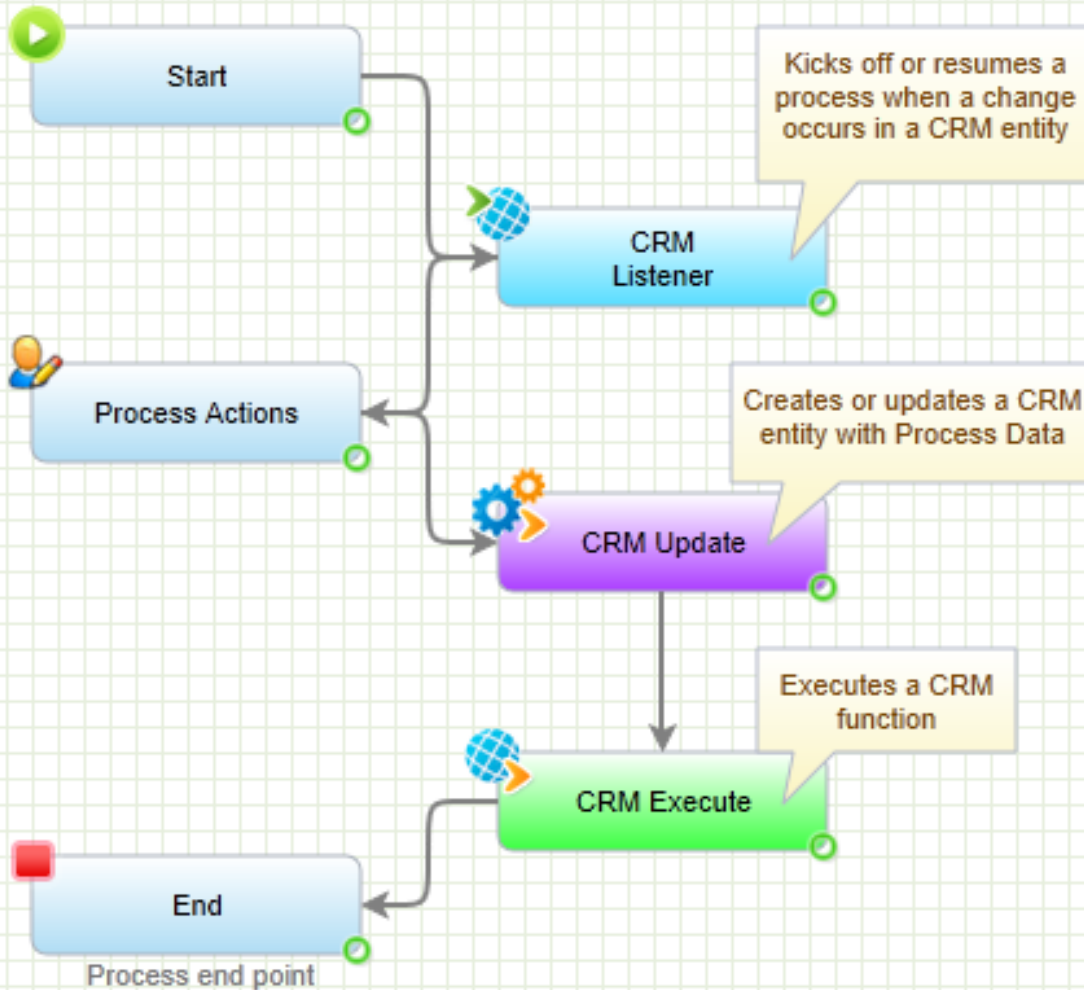 Start
Kicks off or resumes a
process when a change
occurs in a CRM entity
CRM
Listener
Process Actions
Creates or updates a CRM
entity with Process Data
CRM Update
Executes a CRM
function
CRM Execute
End
Process end point